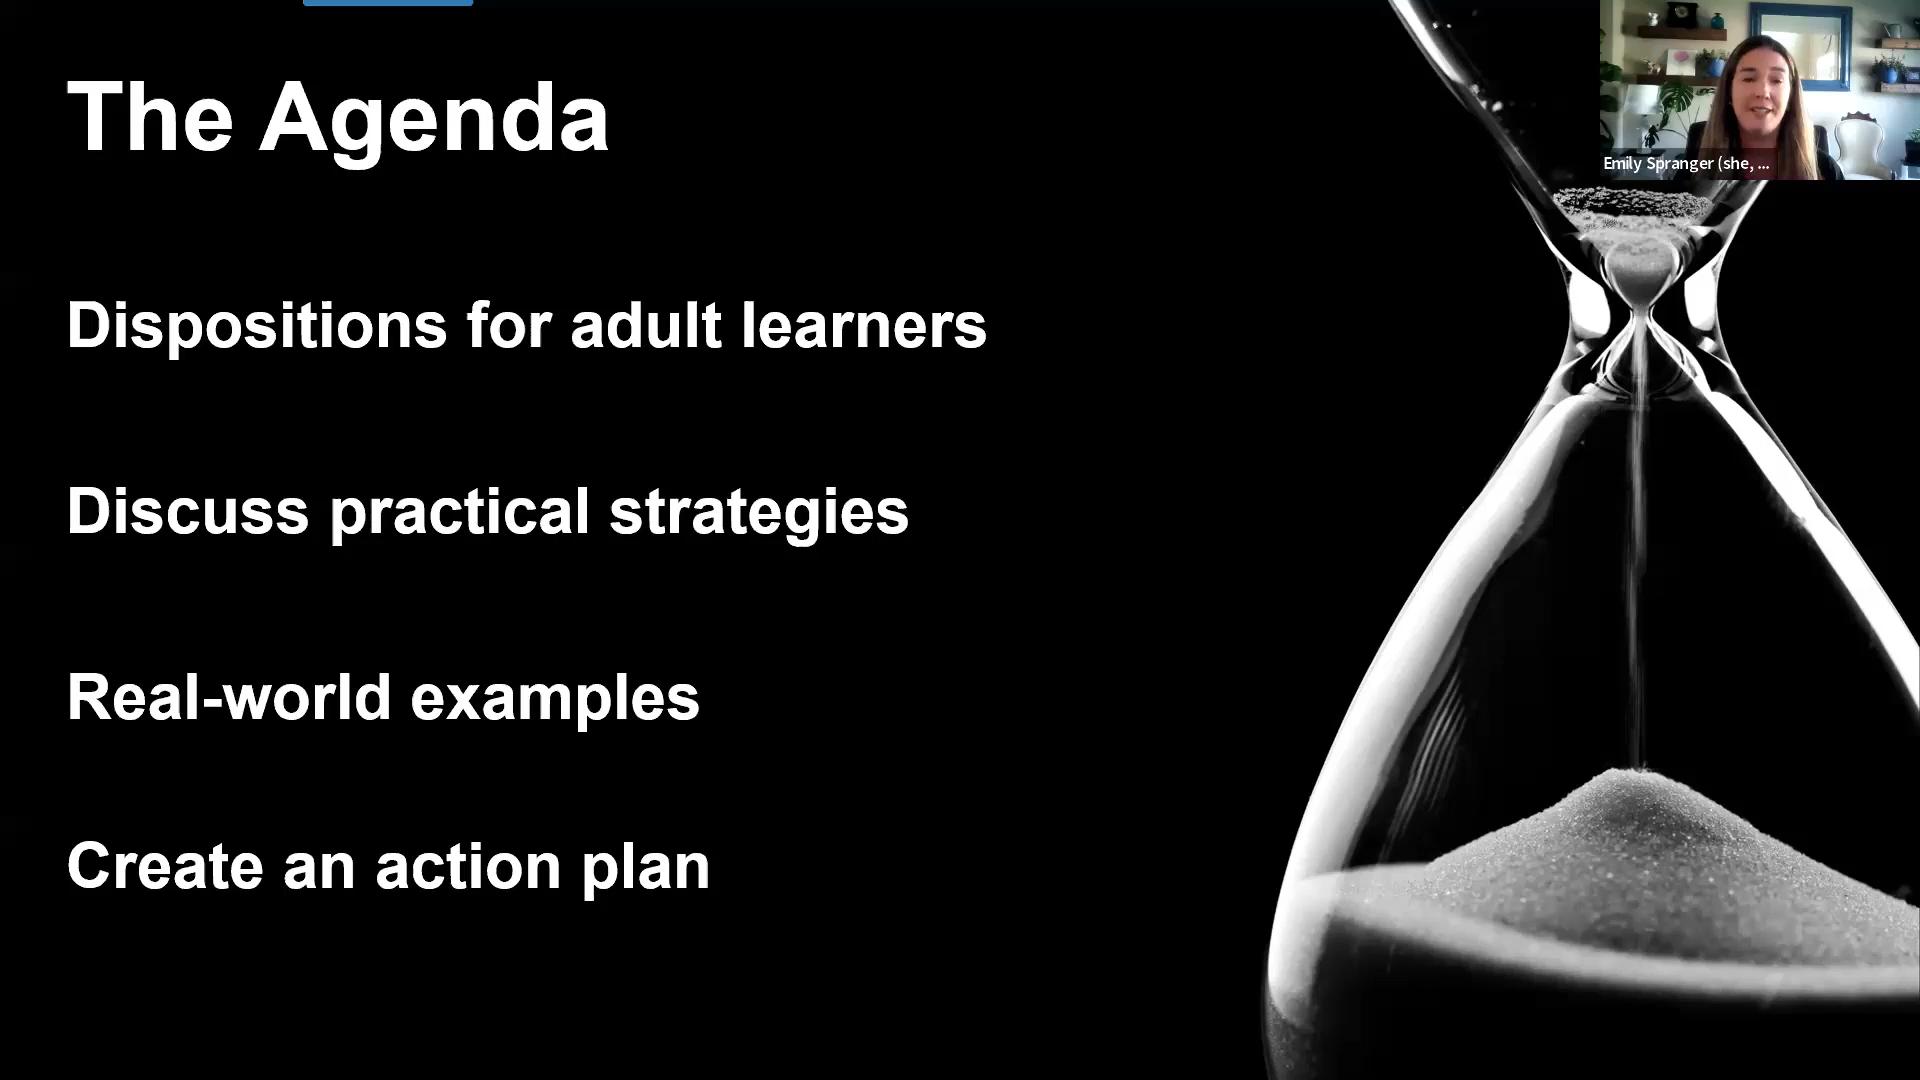 The Agenda
Emily Spranger (she, ...
Dispositions for adult learners
Discuss practical strategies
Real-world examples
Create an action plan